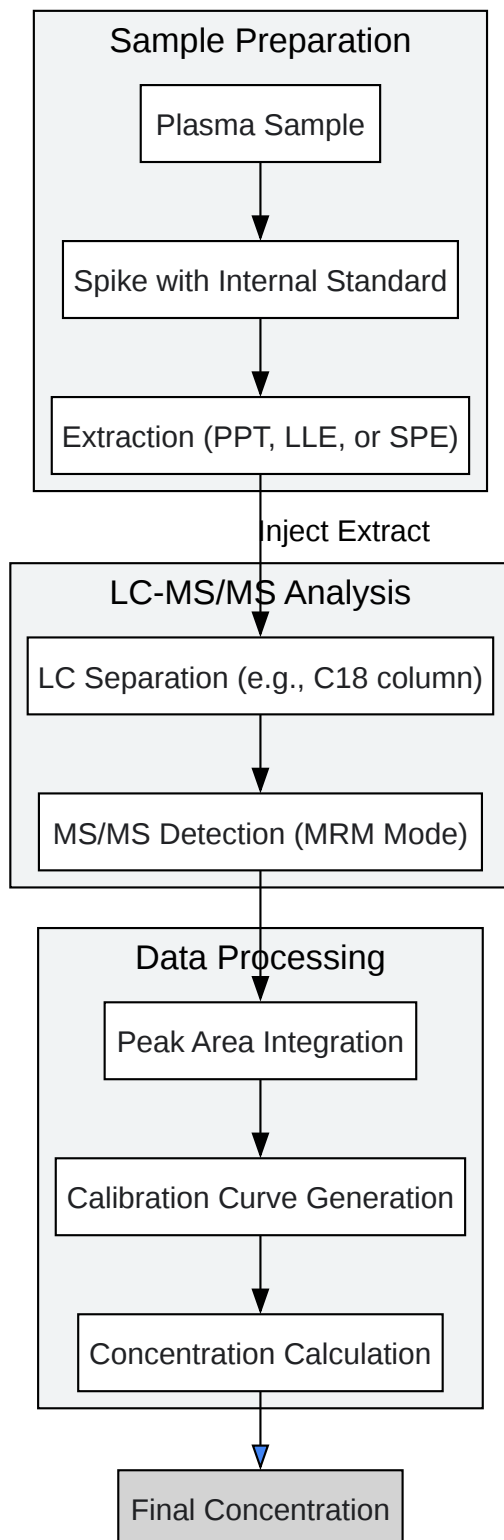 Sample Preparation
Plasma Sample
Spike with Internal Standard
Extraction (PPT, LLE, or SPE)
Inject Extract
LC-MS/MS Analysis
LC Separation (e.g., C18 column)
MS/MS Detection (MRM Mode)
Data Processing
Peak Area Integration
Calibration Curve Generation
Concentration Calculation
Final Concentration